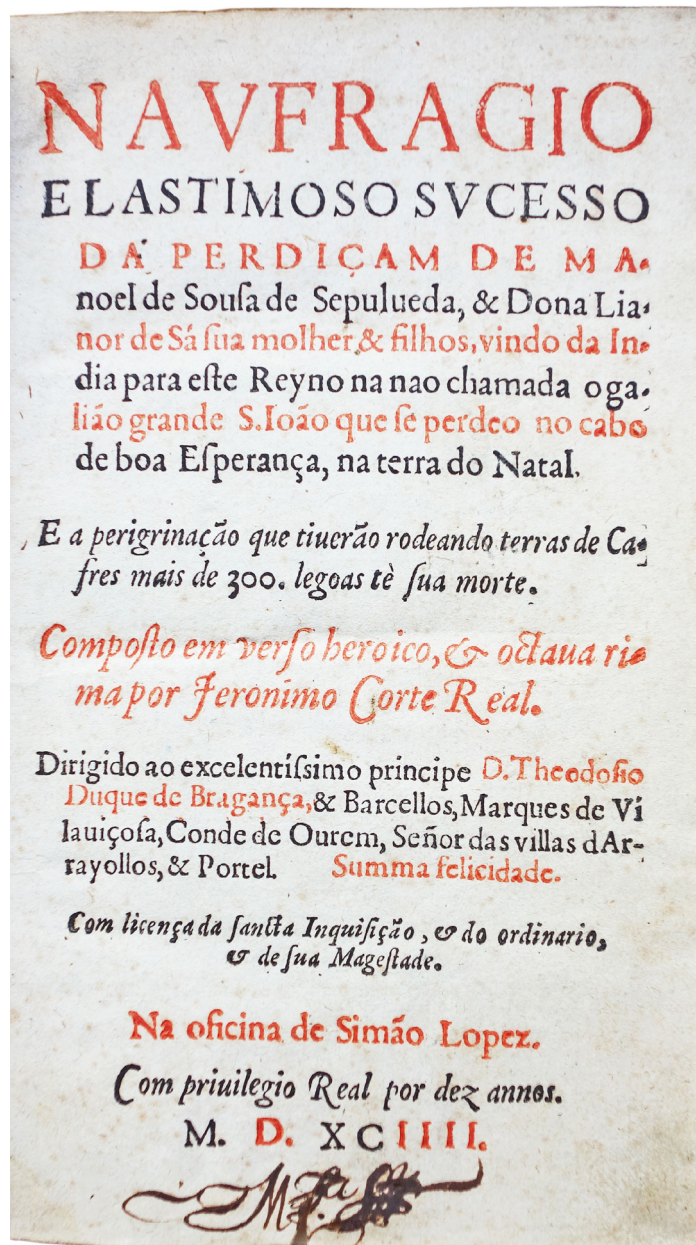 NAVFRAGIO
E LASTIMOSO SVCESSO
DA PERDIÇAM DE MA-
noel de Sousa de Sepulueda, & Dona Lia-
nor de Sá sua molher, & filhos, vindo da In-
dia para este Reyno na nao chamada o ga-
lião grande S. Ioão que se perdeo no cabo
de boa Esperança, na terra do Natal.
E a perigrinação que tiuerão rodeando terras de Ca-
fres mais de 300. legoas tè sua morte.
Composto em verso heroico, & octaua ri-
ma por Jeronimo Corte Real.
Dirigido ao excelentissimo principe D. Theodosio
Duque de Bragança, & Barcellos, Marques de Vi
lauiçosa, Conde de Ourem, Señor das villas dAr-
rayollos, & Portel. Summa felicidade.
Com licença da sancta Inquisição, & do ordinario,
& de sua Magestade.
Na oficina de Simão Lopez.
Com priuilegio Real por dez annos.
M. D. XCIIII.